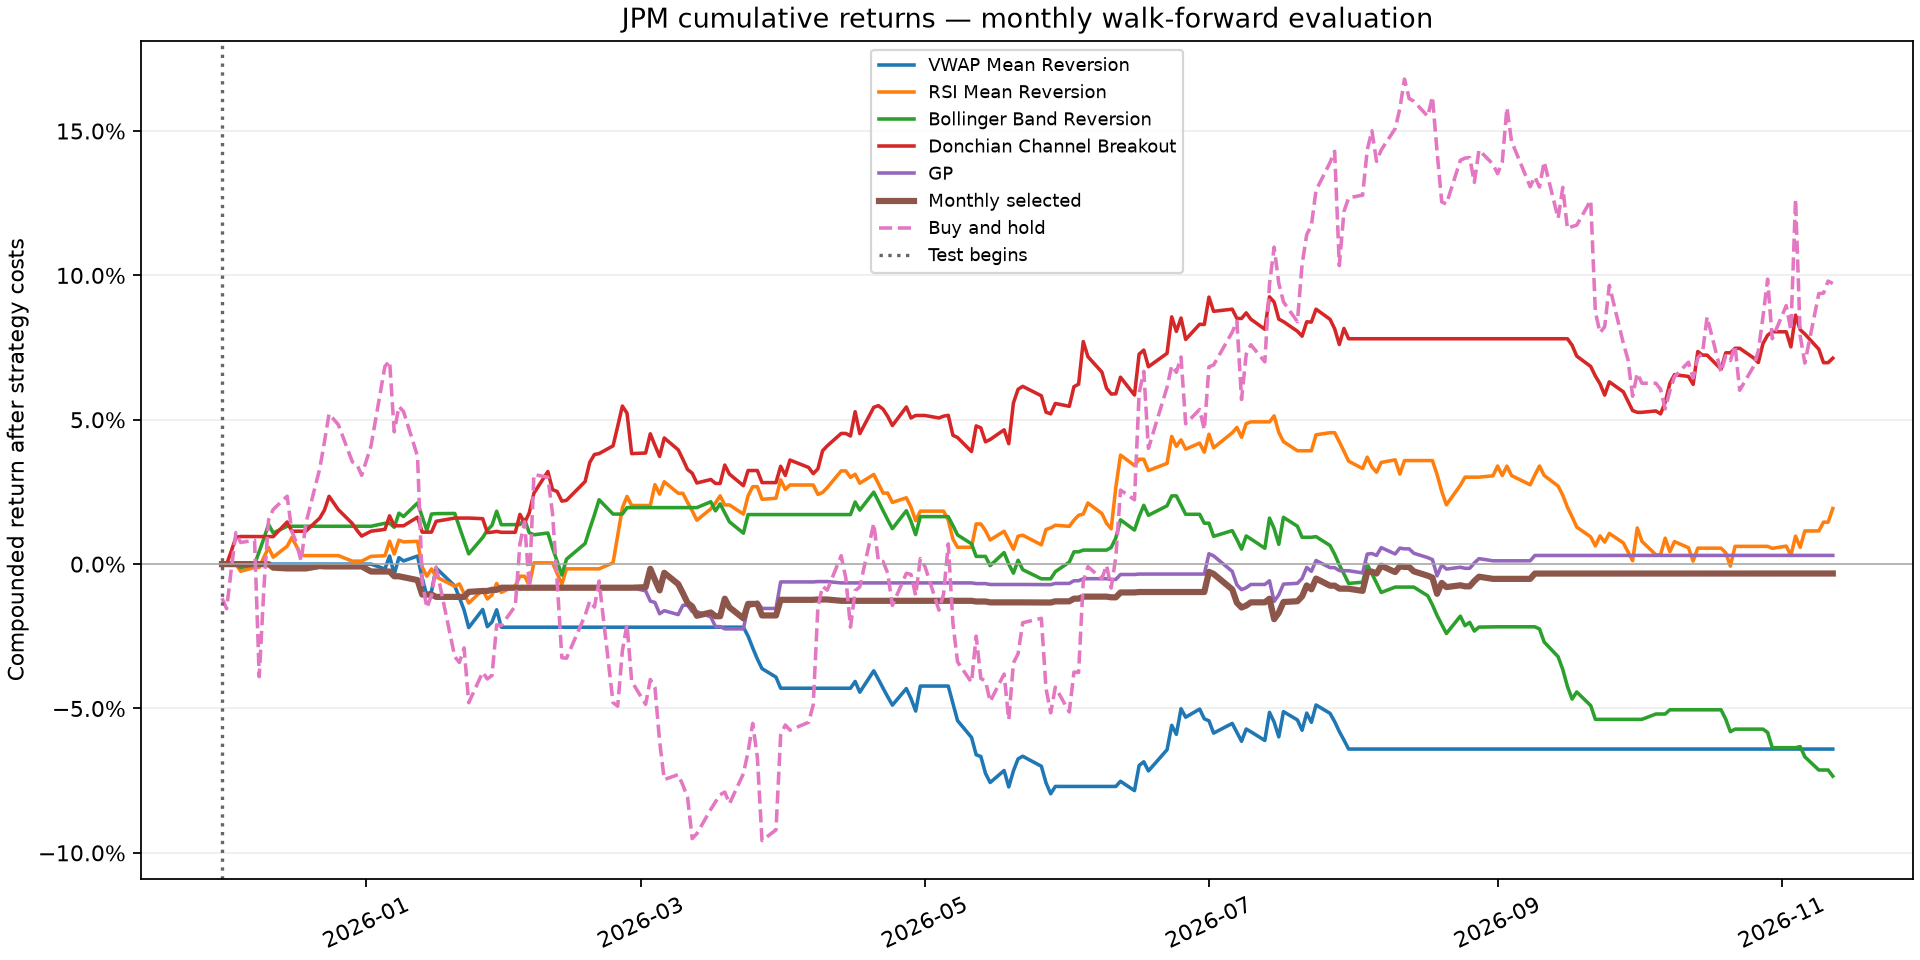 JPM cumulative returns — monthly walk-forward evaluation
VWAP Mean Reversion
RSI Mean Reversion
Bollinger Band Reversion
Donchian Channel Breakout
GP
Monthly selected
Buy and hold
Test begins
Compounded return after strategy costs
15.0%
10.0%
5.0%
0.0%
−5.0%
−10.0%
2026-01
2026-03
2026-05
2026-07
2026-09
2026-11